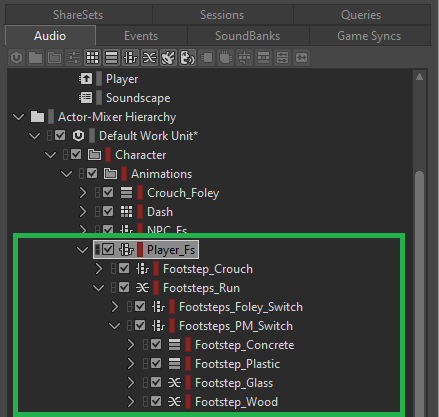 ShareSets Sessions Queries
Audio Events SoundBanks Game Syncs
Player
Soundscape
Actor-Mixer Hierarchy
Default Work Unit*
Character
Animations
Crouch_Foley
Dash
NPC_Fs
Player_Fs
Footstep_Crouch
Footsteps_Run
Footsteps_Foley_Switch
Footsteps_PM_Switch
Footstep_Concrete
Footstep_Plastic
Footstep_Glass
Footstep_Wood